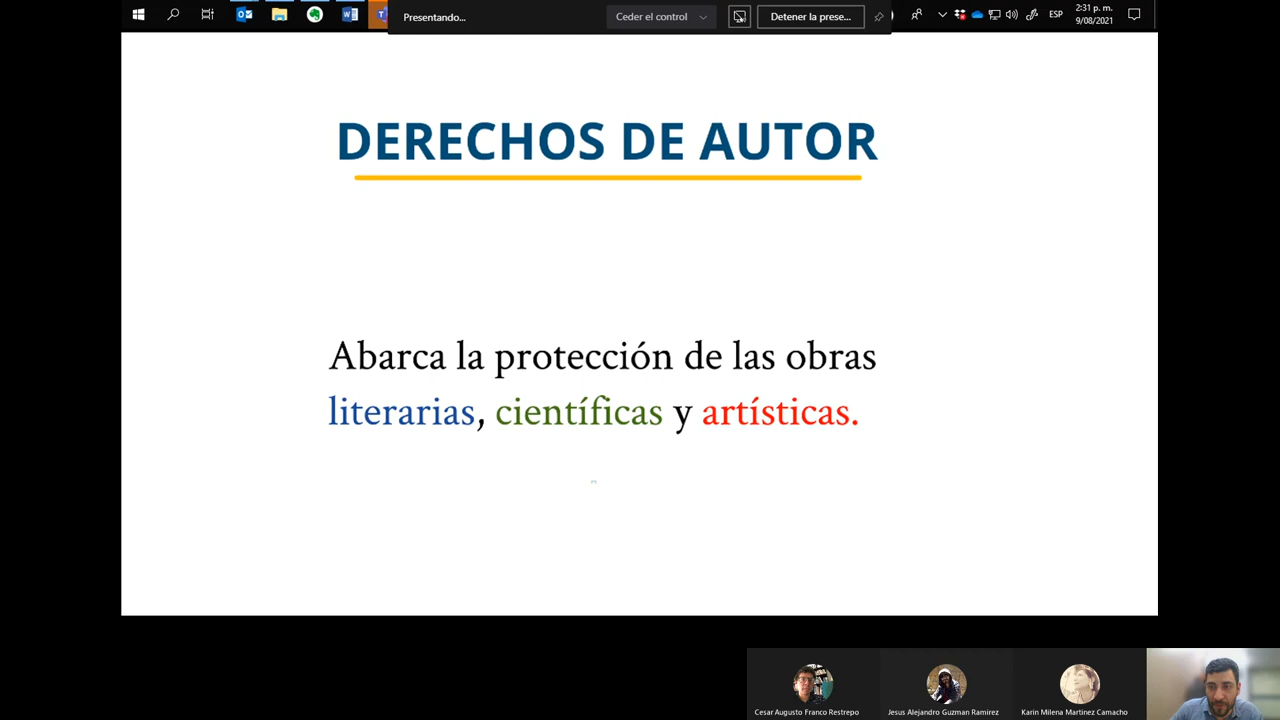 Presentando...
Ceder el control
Detener la prese...
ESP
2:31 p. m.
9/08/2021
DERECHOS DE AUTOR
Abarca la protección de las obras
literarias, científicas y artísticas.
Cesar Augusto Franco Restrepo
Jesus Alejandro Guzman Ramirez
Karin Milena Martinez Camacho